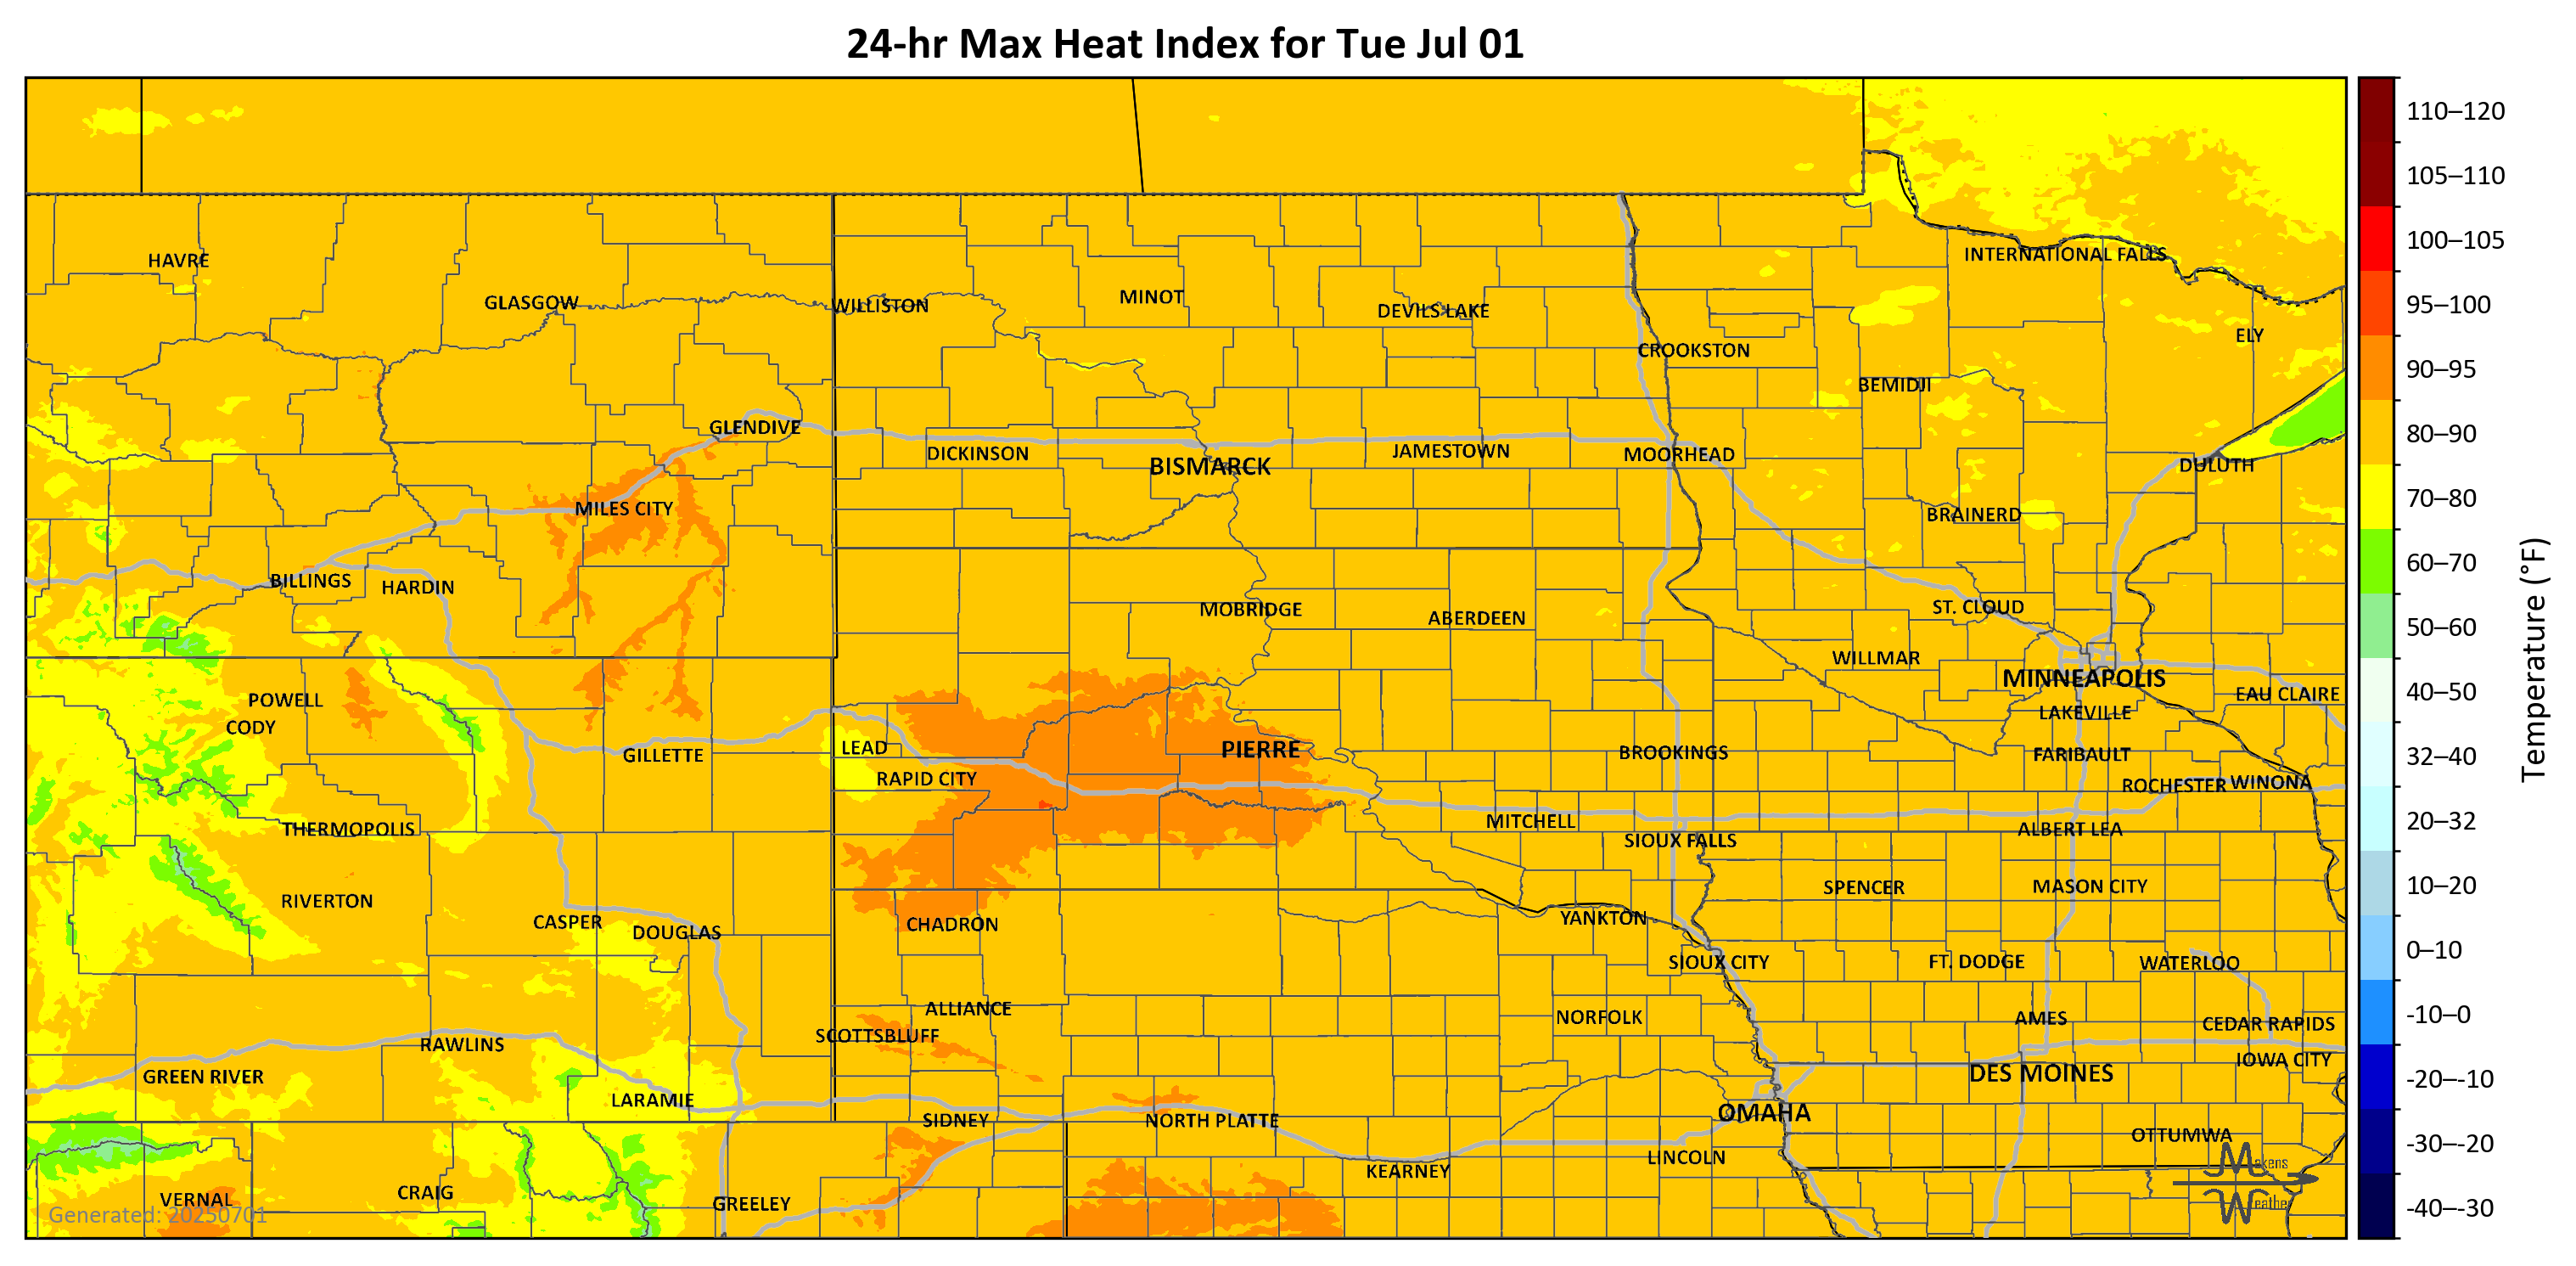 24-hr Max Heat Index for Tue Jul 01
110–120
105–110
100–105
95–100
90–95
80–90
70–80
60–70
50–60
40–50
32–40
20–32
10–20
0–10
-10–0
-20–-10
-30–-20
-40–-30
Temperature (°F)
HAVRE
INTERNATIONAL FALLS
GLASGOW
WILLISTON
MINOT
DEVILS LAKE
ELY
CROOKSTON
BEMIDJI
GLENDIVE
DICKINSON
BISMARCK
JAMESTOWN
MOORHEAD
DULUTH
MILES CITY
BRAINERD
BILLINGS
HARDIN
MOBRIDGE
ABERDEEN
ST. CLOUD
WILLMAR
MINNEAPOLIS
POWELL
EAU CLAIRE
CODY
LAKEVILLE
GILLETTE
LEAD
PIERRE
BROOKINGS
FARIBAULT
RAPID CITY
ROCHESTER
WINONA
THERMOPOLIS
MITCHELL
SIOUX FALLS
ALBERT LEA
RIVERTON
SPENCER
MASON CITY
CASPER
DOUGLAS
CHADRON
YANKTON
SIOUX CITY
FT. DODGE
WATERLOO
ALLIANCE
NORFOLK
AMES
CEDAR RAPIDS
RAWLINS
SCOTTSBLUFF
IOWA CITY
GREEN RIVER
DES MOINES
LARAMIE
SIDNEY
NORTH PLATTE
OMAHA
OTTUMWA
KEARNEY
LINCOLN
VERNAL
CRAIG
GREELEY
Generated: 20250701
Makens
Weather